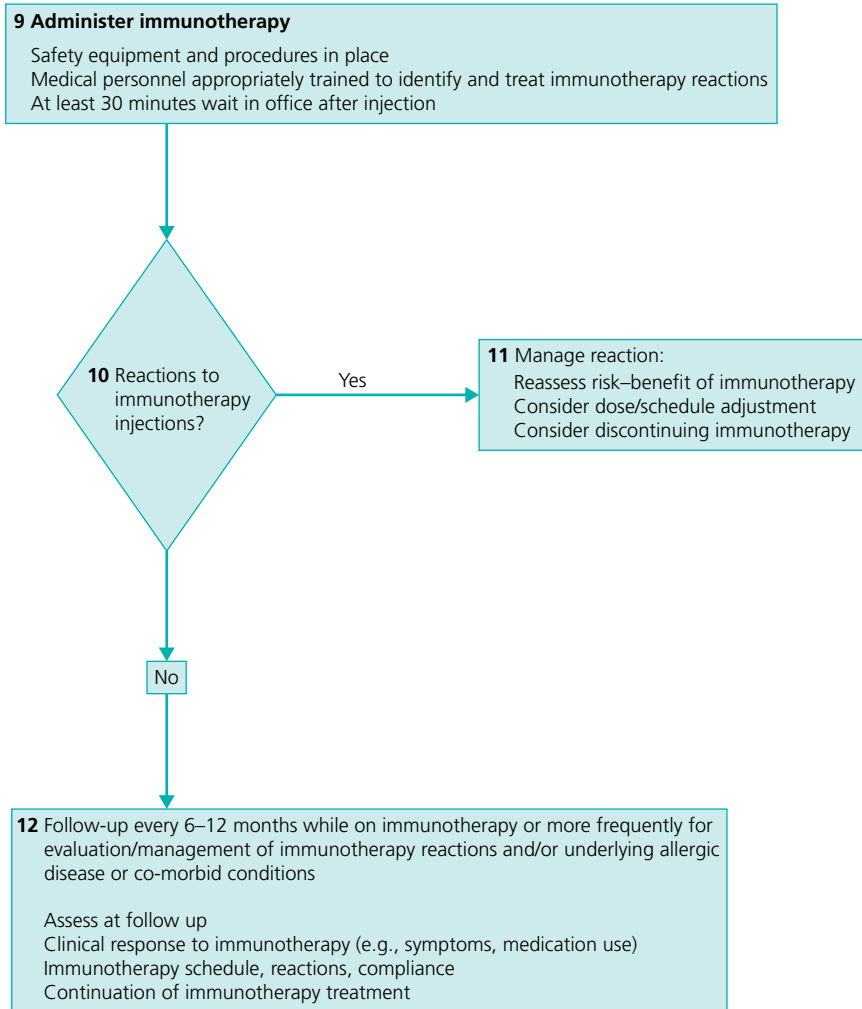 9 Administer immunotherapy
Safety equipment and procedures in place
Medical personnel appropriately trained to identify and treat immunotherapy reactions
At least 30 minutes wait in office after injection
10 Reactions to
immunotherapy
injections?
Yes
11 Manage reaction:
Reassess risk–benefit of immunotherapy
Consider dose/schedule adjustment
Consider discontinuing immunotherapy
No
12 Follow-up every 6–12 months while on immunotherapy or more frequently for
evaluation/management of immunotherapy reactions and/or underlying allergic
disease or co-morbid conditions
Assess at follow up
Clinical response to immunotherapy (e.g., symptoms, medication use)
Immunotherapy schedule, reactions, compliance
Continuation of immunotherapy treatment